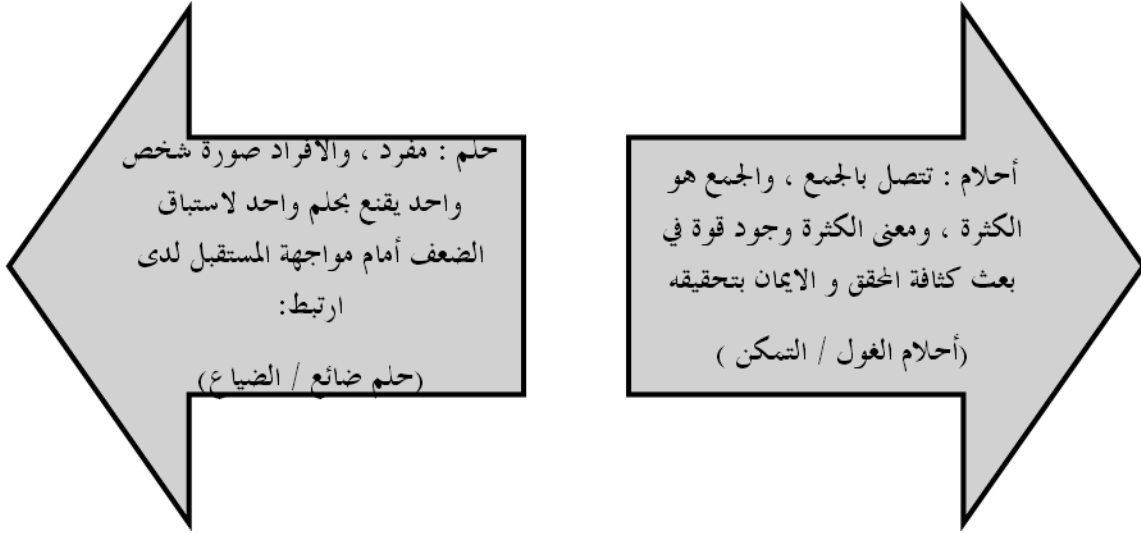 أحلام : تتصل بالجمع ، والجمع هو
الكثرة ، ومعنى الكثرة وجود قوة في
بعث كثافة المحقق و الايمان بتحقيقه
(أحلام الغول / التمكن )
حلم : مفرد ، والافراد صورة شخص
واحد يقنع بحلم واحد لاستباق
الضعف أمام مواجهة المستقبل لدى
ارتبط:
(حلم ضائع / الضياع)